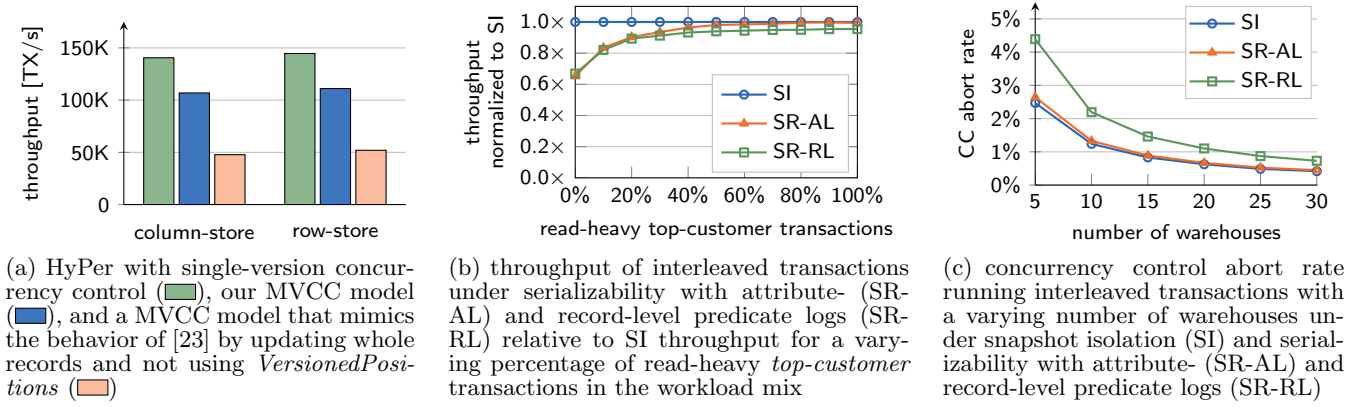 throughput [TX/s]
150K
100K
50K
0
column-store
row-store
(a) HyPer with single-version concur-
rency control ( ), our MVCC model
( ), and a MVCC model that mimics
the behavior of [23] by updating whole
records and not using VersionedPosi-
tions ( )
throughput
normalized to SI
1.0×
0.8×
0.6×
0.4×
0.2×
0.0×
SI
SR-AL
SR-RL
0% 20% 40% 60% 80% 100%
read-heavy top-customer transactions
(b) throughput of interleaved transactions
under serializability with attribute- (SR-
AL) and record-level predicate logs (SR-
RL) relative to SI throughput for a vary-
ing percentage of read-heavy top-customer
transactions in the workload mix
CC abort rate
5%
4%
3%
2%
1%
0%
SI
SR-AL
SR-RL
5 10 15 20 25 30
number of warehouses
(c) concurrency control abort rate
running interleaved transactions with
a varying number of warehouses un-
der snapshot isolation (SI) and serial-
izability with attribute- (SR-AL) and
record-level predicate logs (SR-RL)